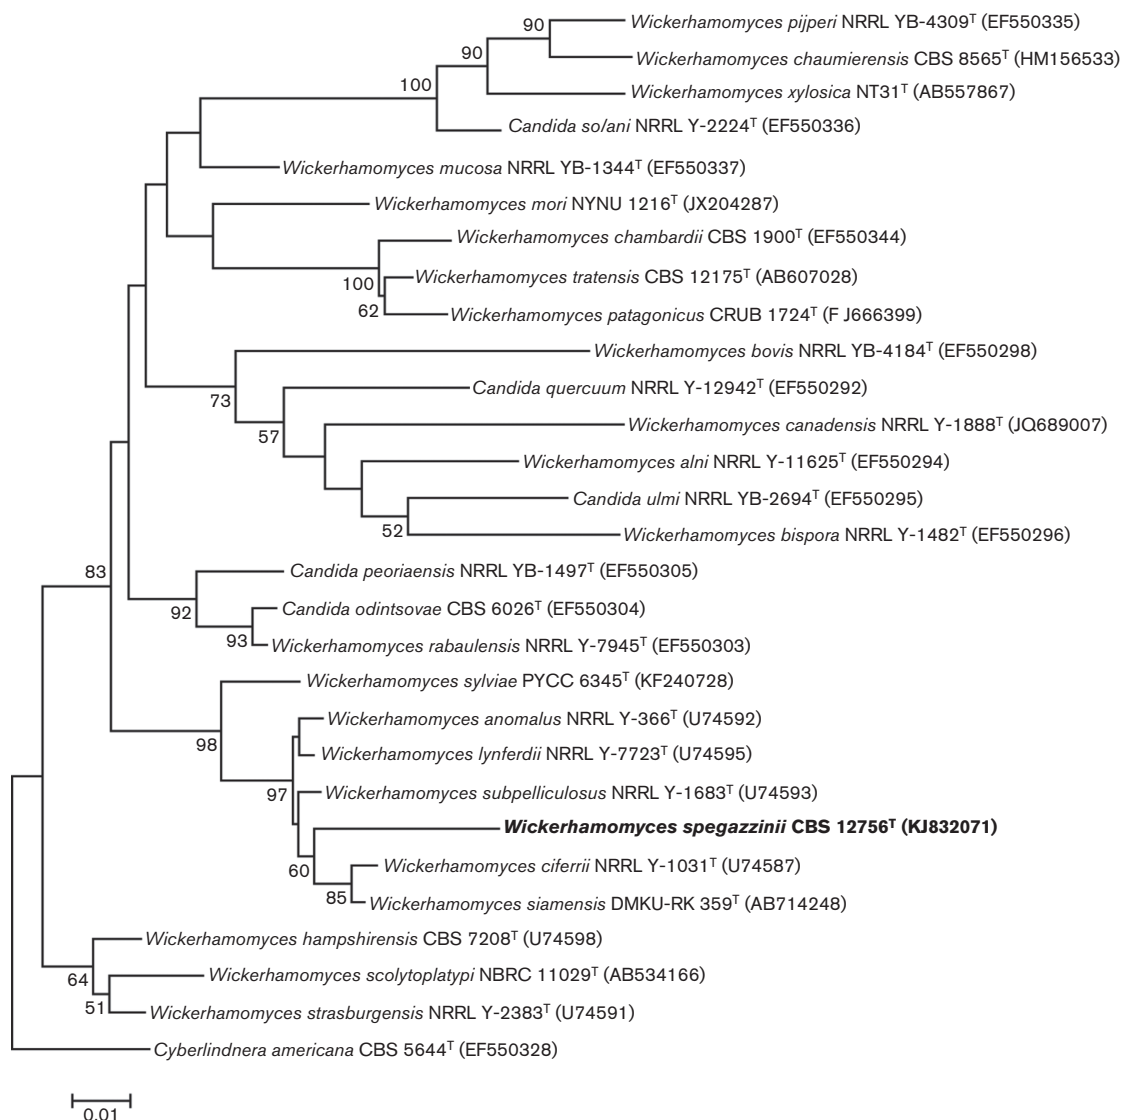 90
Wickerhamomyces pijperi NRRL YB-4309T (EF550335)
90
Wickerhamomyces chaumierensis CBS 8565T (HM156533)
100
Wickerhamomyces xylosica NT31T (AB557867)
Candida so/ani NRRL Y-2224T (EF550336)
Wickerhamomyces mucosa NRRL YB-1344T (EF550337)
Wickerhamomyces mori NYNU 1216T (JX204287)
Wickerhamomyces chambardii CBS 1900T (EF550344)
100
Wickerhamomyces tratensis CBS 12175T (AB607028)
62
Wickerhamomyces patagonicus CRUB 1724T (F J666399)
Wickerhamomyces bovis NRRL YB-4184T (EF550298)
73
Candida quercuum NRRL Y-12942T (EF550292)
57
Wickerhamomyces canadensis NRRL Y-1888T (JQ689007)
Wickerhamomyces alni NRRL Y-11625T (EF550294)
Candida ulmi NRRL YB-2694T (EF550295)
52
Wickerhamomyces bispora NRRL Y-1482T (EF550296)
83
Candida peoriaensis NRRL YB-1497T (EF550305)
92
Candida odintsovae CBS 6026T (EF550304)
93
Wickerhamomyces rabaulensis NRRL Y-7945T (EF550303)
Wickerhamomyces sylviae PYCC 6345T (KF240728)
98
Wickerhamomyces anomalus NRRL Y-366T (U74592)
Wickerhamomyces lynferdii NRRL Y-7723T (U74595)
97
Wickerhamomyces subpelliculosus NRRL Y-1683T (U74593)
Wickerhamomyces spegazzinii CBS 12756T (KJ832071)
60
Wickerhamomyces ciferrii NRRL Y-1031T (U74587)
85
Wickerhamomyces siamensis DMKU-RK 359T (AB714248)
Wickerhamomyces hampshirensis CBS 7208T (U74598)
64
Wickerhamomyces scolytoplatypi NBRC 11029T (AB534166)
51
Wickerhamomyces strasburgensis NRRL Y-2383T (U74591)
Cyberlindnera americana CBS 5644T (EF550328)
0.01